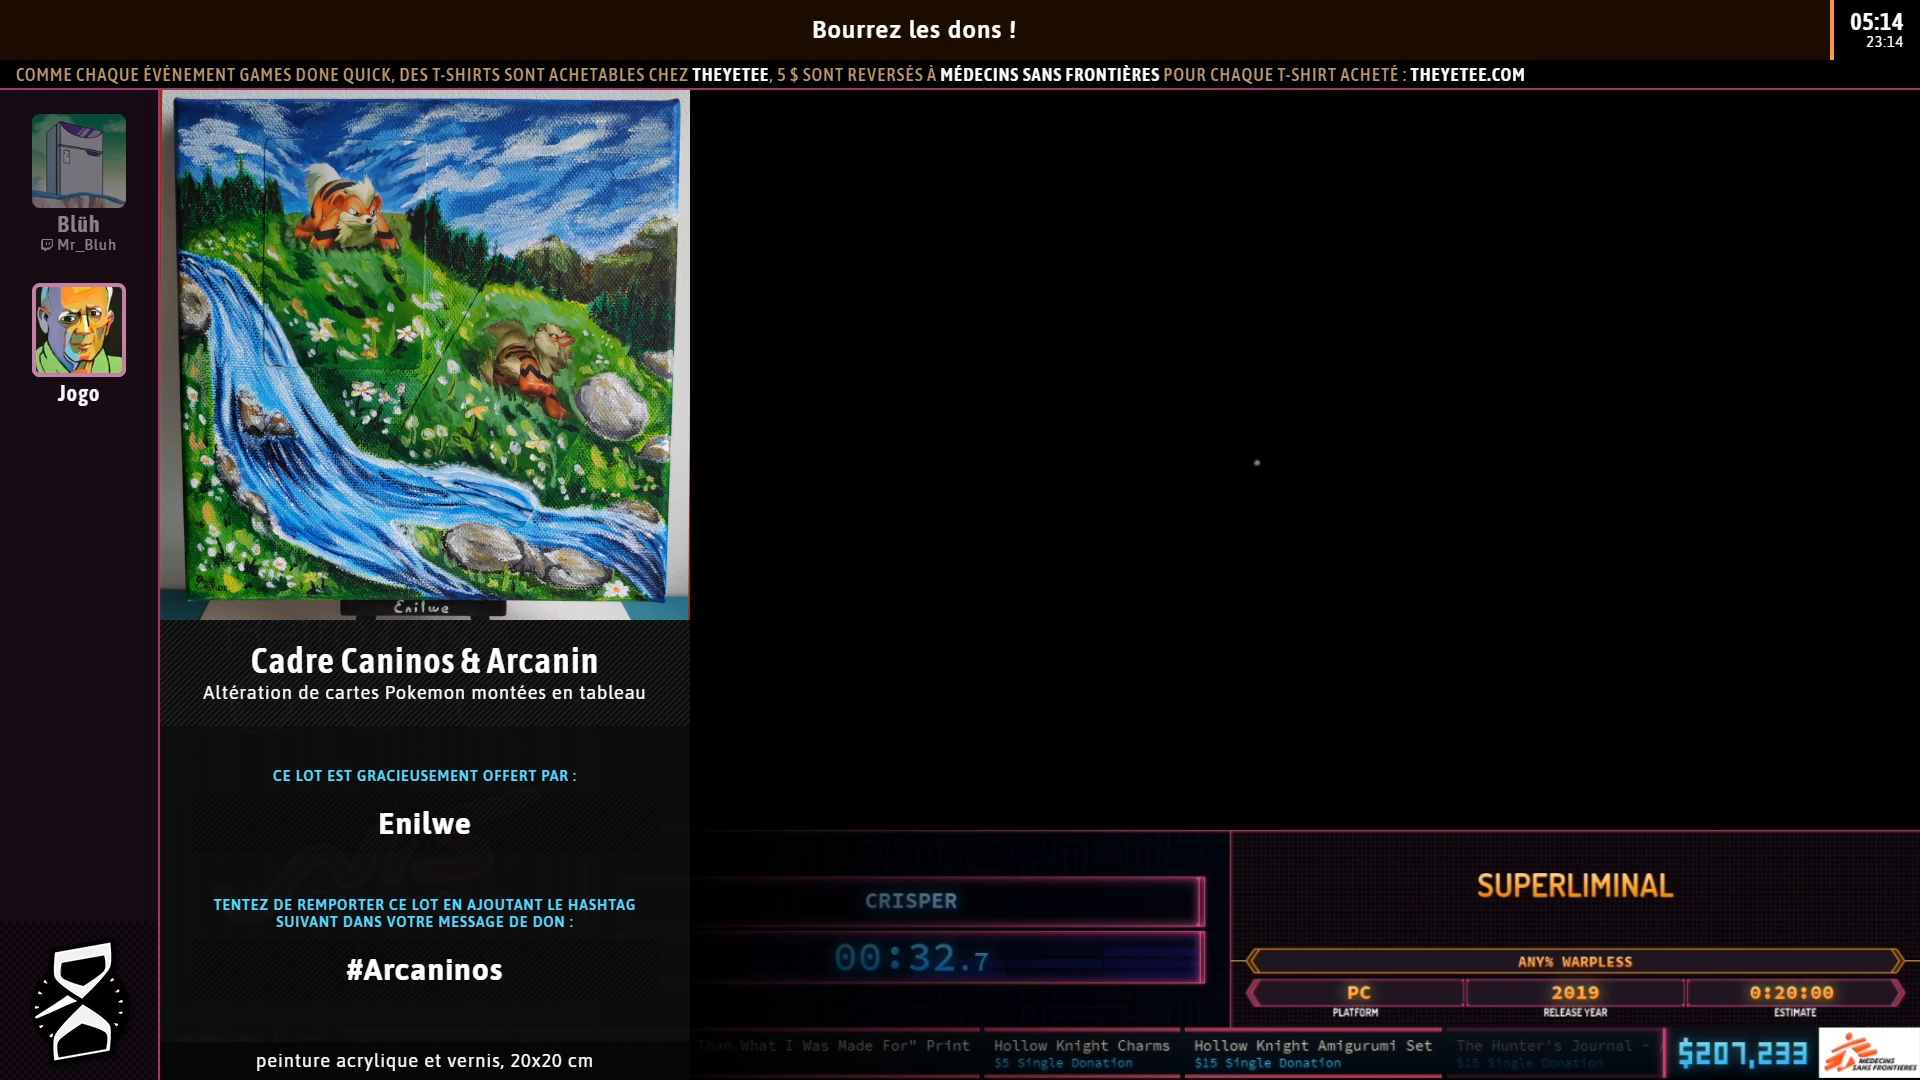 Bourrez les dons !
05:14
23:14
COMME CHAQUE ÉVÉNEMENT GAMES DONE QUICK, DES T-SHIRTS SONT ACHETABLES CHEZ THEYETEE, 5 $ SONT REVERSÉS À MÉDECINS SANS FRONTIÈRES POUR CHAQUE T-SHIRT ACHETÉ : THEYETEE.COM
Blüh
Mr_Bluh
Jogo
Enilwe
Cadre Caninos & Arcanin
Altération de cartes Pokemon montées en tableau
CE LOT EST GRACIEUSEMENT OFFERT PAR :
Enilwe
TENTEZ DE REMPORTER CE LOT EN AJOUTANT LE HASHTAG
SUIVANT DANS VOTRE MESSAGE DE DON :
#Arcaninos
peinture acrylique et vernis, 20x20 cm
CRISPER
00:32.7
SUPERLIMINAL
ANY% WARPLESS
PC
PLATFORM
2019
RELEASE YEAR
0:20:00
ESTIMATE
Than What I Was Made For" Print
Hollow Knight Charms
$5 Single Donation
Hollow Knight Amigurumi Set
$15 Single Donation
The Hunter's Journal -
$15 Single Donation
$207,233
MEDECINS
SANS FRONTIERES